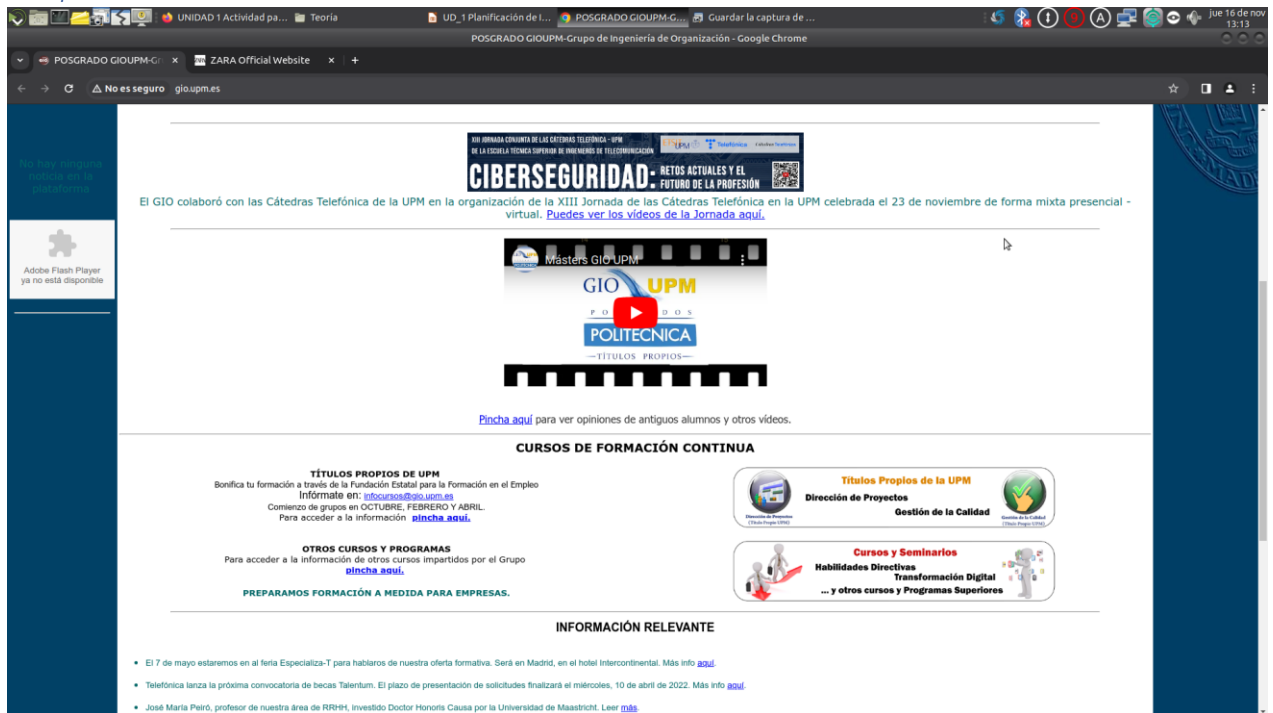 UNIDAD 1 Actividad pa...
Teoría
UD_1 Planificación de I...
POSGRADO GIOUPM-G...
Guardar la captura de ...
jue 16 de nov
13:13
POSGRADO GIOUPM-Grupo de Ingeniería de Organización - Google Chrome
POSGRADO GIOUPM-Gr
ZARA Official Website
No es seguro gio.upm.es
No hay ninguna
noticia en la
plataforma
Adobe Flash Player
ya no está disponible
XIII JORNADA CONJUNTA DE LAS CÁTEDRAS TELEFÓNICA - UPM
DE LA ESCUELA TÉCNICA SUPERIOR DE INGENIEROS DE TELECOMUNICACIÓN
UPM Telefónica
CIBERSEGURIDAD: RETOS ACTUALES Y EL
FUTURO DE LA PROFESIÓN
El GIO colaboró con las Cátedras Telefónica de la UPM en la organización de la XIII Jornada de las Cátedras Telefónica en la UPM celebrada el 23 de noviembre de forma mixta presencial -
virtual. Puedes ver los vídeos de la Jornada aquí.
Másters GIO UPM
GIO UPM
POLITÉCNICA
—TÍTULOS PROPIOS—
Pincha aquí para ver opiniones de antiguos alumnos y otros vídeos.
CURSOS DE FORMACIÓN CONTINUA
TÍTULOS PROPIOS DE UPM
Bonifica tu formación a través de la Fundación Estatal para la Formación en el Empleo
Infórmate en: infocursos@gio.upm.es
Comienzo de grupos en OCTUBRE, FEBRERO Y ABRIL.
Para acceder a la información pincha aquí.
Títulos Propios de la UPM
Dirección de Proyectos
Gestión de la Calidad
Dirección de Proyectos
(Título Propio UPM)
Gestión de la Calidad
(Título Propio UPM)
OTROS CURSOS Y PROGRAMAS
Para acceder a la información de otros cursos impartidos por el Grupo
pincha aquí.
PREPARAMOS FORMACIÓN A MEDIDA PARA EMPRESAS.
Cursos y Seminarios
Habilidades Directivas
Transformación Digital
... y otros cursos y Programas Superiores
INFORMACIÓN RELEVANTE
El 7 de mayo estaremos en al feria Especializa-T para hablaros de nuestra oferta formativa. Será en Madrid, en el hotel Intercontinental. Más info aquí.
Telefónica lanza la próxima convocatoria de becas Talentum. El plazo de presentación de solicitudes finalizará el miércoles, 10 de abril de 2022. Más info aquí.
José María Peiró, profesor de nuestra área de RRHH, investido Doctor Honoris Causa por la Universidad de Maastricht. Leer más.